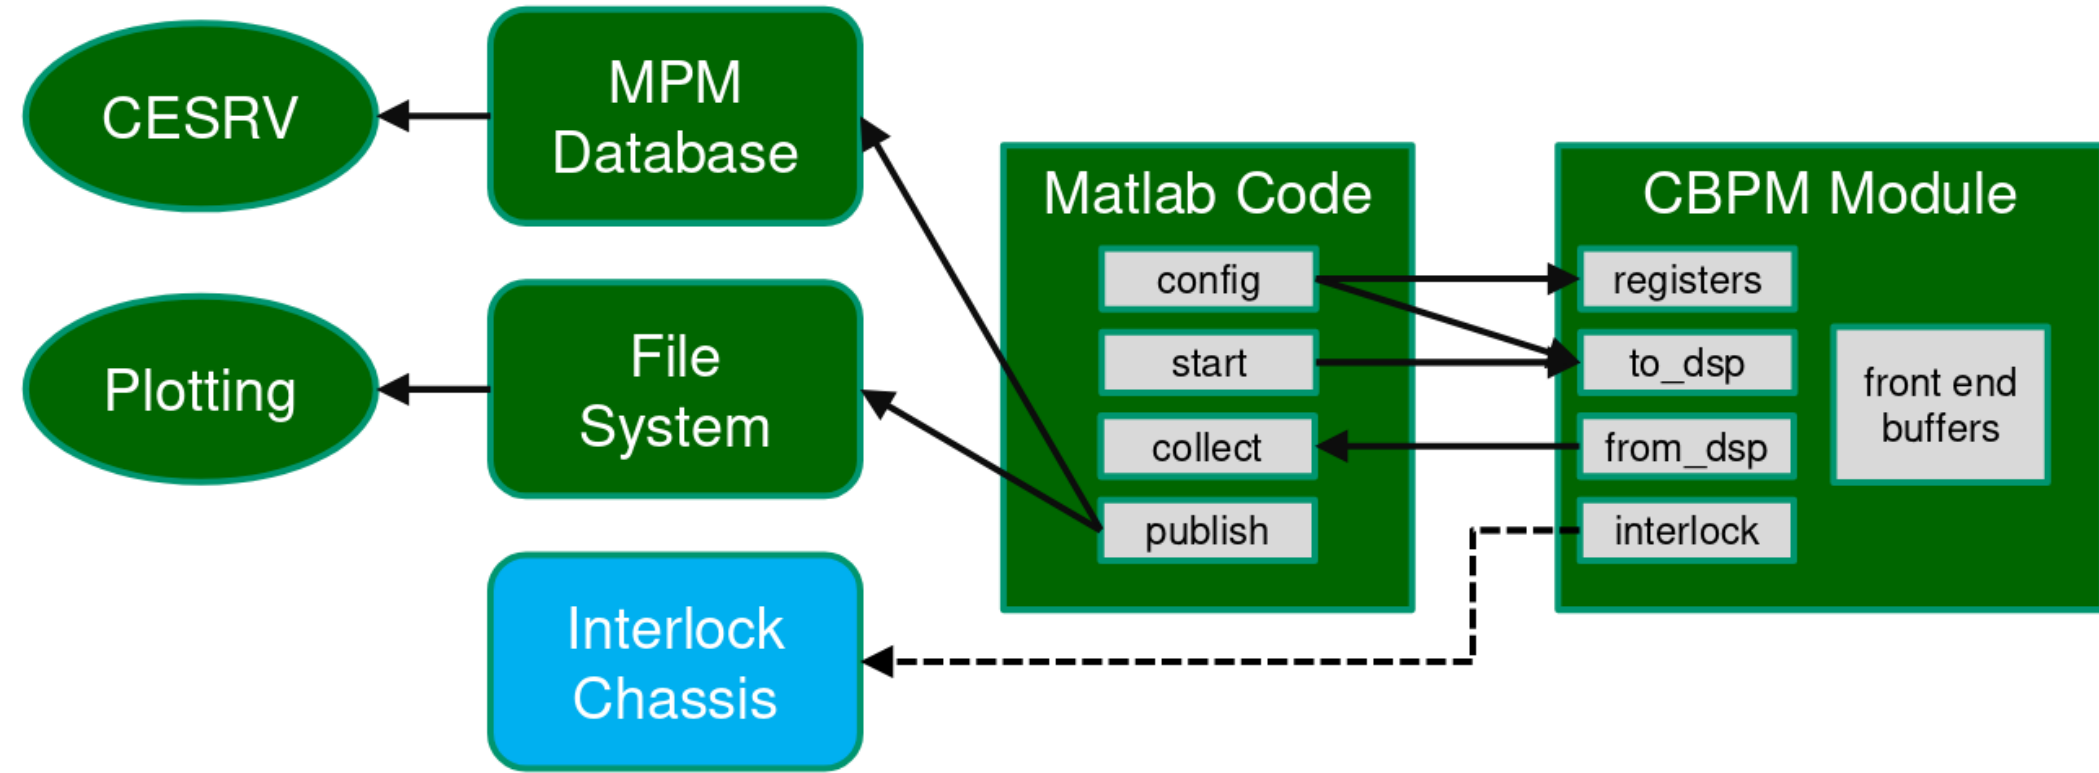 CESRV
MPM
Database
Plotting
File
System
Interlock
Chassis
Matlab Code
config
start
collect
publish
CBPM Module
registers
to_dsp
from_dsp
interlock
front end
buffers